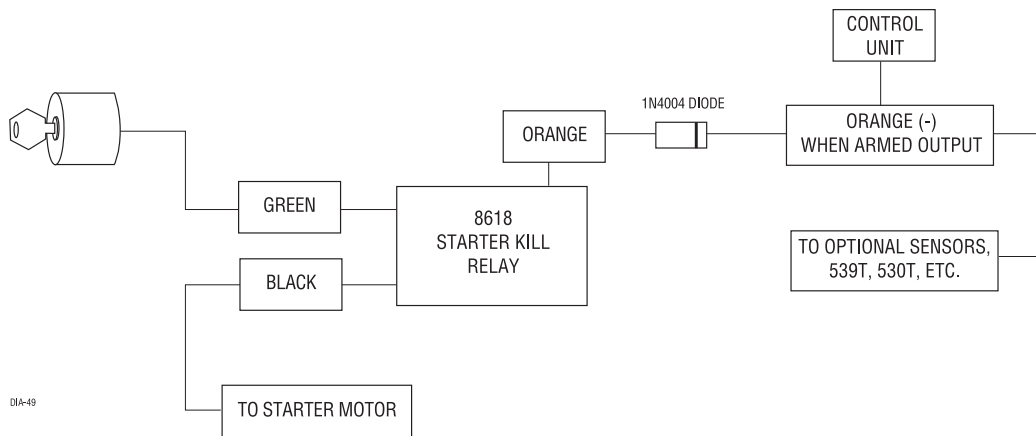 CONTROL
UNIT
1N4004 DIODE
ORANGE
ORANGE (-)
WHEN ARMED OUTPUT
GREEN
8618
STARTER KILL
RELAY
TO OPTIONAL SENSORS,
539T, 530T, ETC.
BLACK
DIA-49
TO STARTER MOTOR